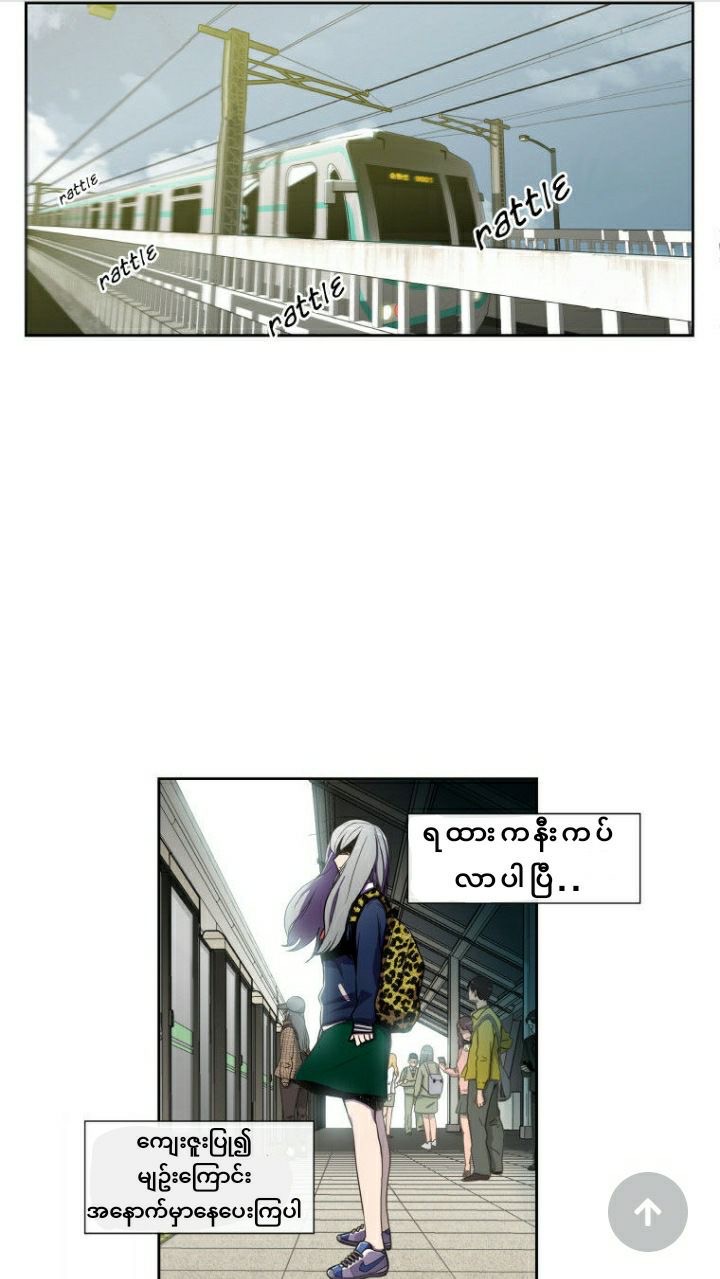 rattle
rattle
rattle
rattle
ရထားကနီးကပ်
လာပါပြီ..
ကျေးဇူးပြု၍
မျဥ်းကြောင်း
အနောက်မှာနေပေးကြပါ